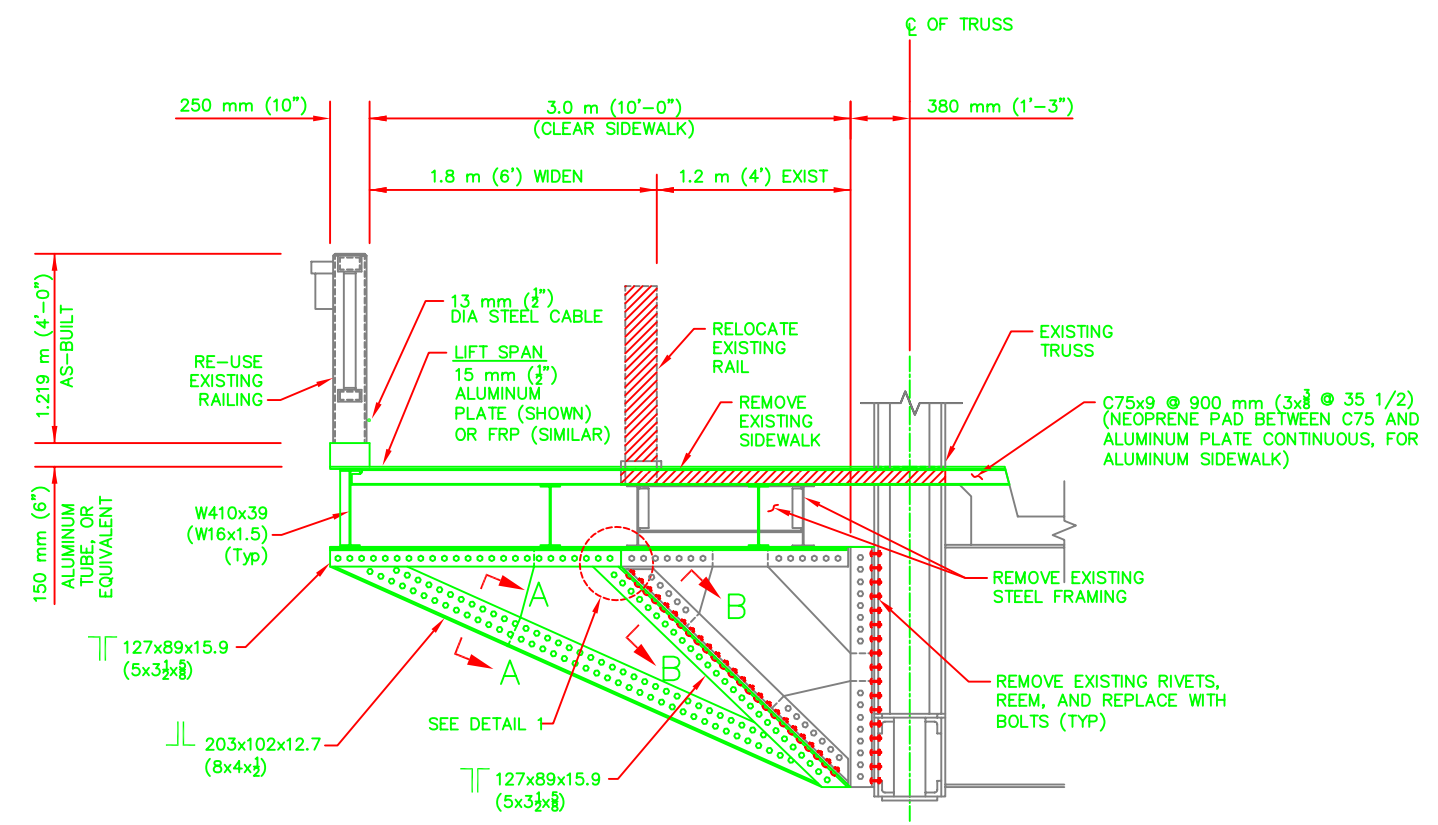 ℄ OF TRUSS
250 mm (10")
3.0 m (10'-0")
(CLEAR SIDEWALK)
380 mm (1'-3")
1.8 m (6') WIDEN
1.2 m (4') EXIST
1.219 m (4'-0")
AS-BUILT
13 mm (½")
DIA STEEL CABLE
RE-USE
EXISTING
RAILING
LIFT SPAN
15 mm (½")
ALUMINUM
PLATE (SHOWN)
OR FRP (SIMILAR)
RELOCATE
EXISTING
RAIL
REMOVE
EXISTING
SIDEWALK
EXISTING
TRUSS
C75x9 @ 900 mm (3x⅜ @ 35 1/2)
(NEOPRENE PAD BETWEEN C75 AND
ALUMINUM PLATE CONTINUOUS, FOR
ALUMINUM SIDEWALK)
150 mm (6")
ALUMINUM
TUBE, OR
EQUIVALENT
W410x39
(W16x1.5)
(Typ)
REMOVE EXISTING
STEEL FRAMING
A
A
B
B
127x89x15.9
(5x3½x⅝)
SEE DETAIL 1
203x102x12.7
(8x4x½)
127x89x15.9
(5x3½x⅝)
REMOVE EXISTING RIVETS,
REEM, AND REPLACE WITH
BOLTS (TYP)